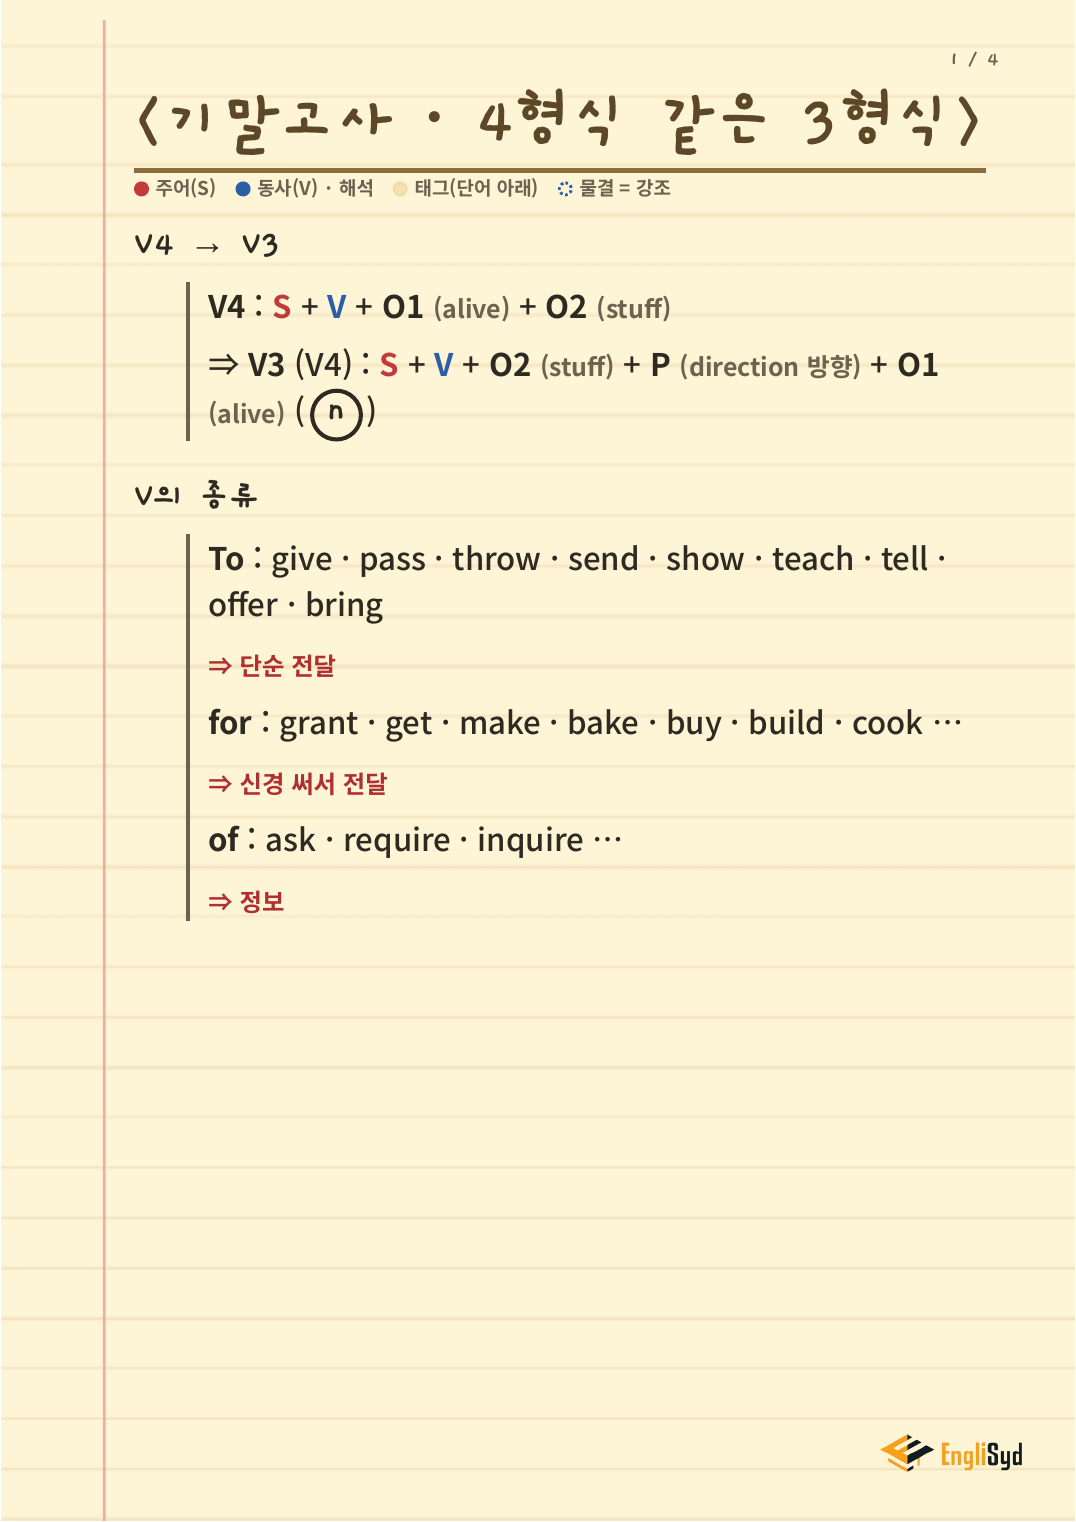 1 / 4
<기말고사 · 4형식 같은 3형식>
주어(S) 동사(V) · 해석 태그(단어 아래) 물결 = 강조
V4 → V3
V4 : S + V + O1 (alive) + O2 (stuff)
⇒ V3 (V4) : S + V + O2 (stuff) + P (direction 방향) + O1
(alive) ( n )
V의 종류
To : give · pass · throw · send · show · teach · tell ·
offer · bring
⇒ 단순 전달
for : grant · get · make · bake · buy · build · cook ⋯
⇒ 신경 써서 전달
of : ask · require · inquire ⋯
⇒ 정보
EngliSyd